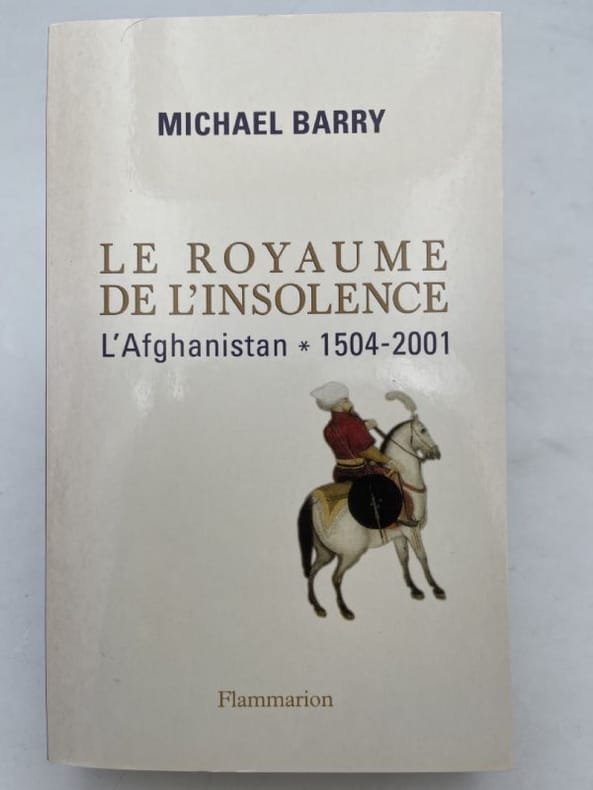 MICHAEL BARRY
LE ROYAUME
DE L'INSOLENCE
L'Afghanistan * 1504-2001
Flammarion